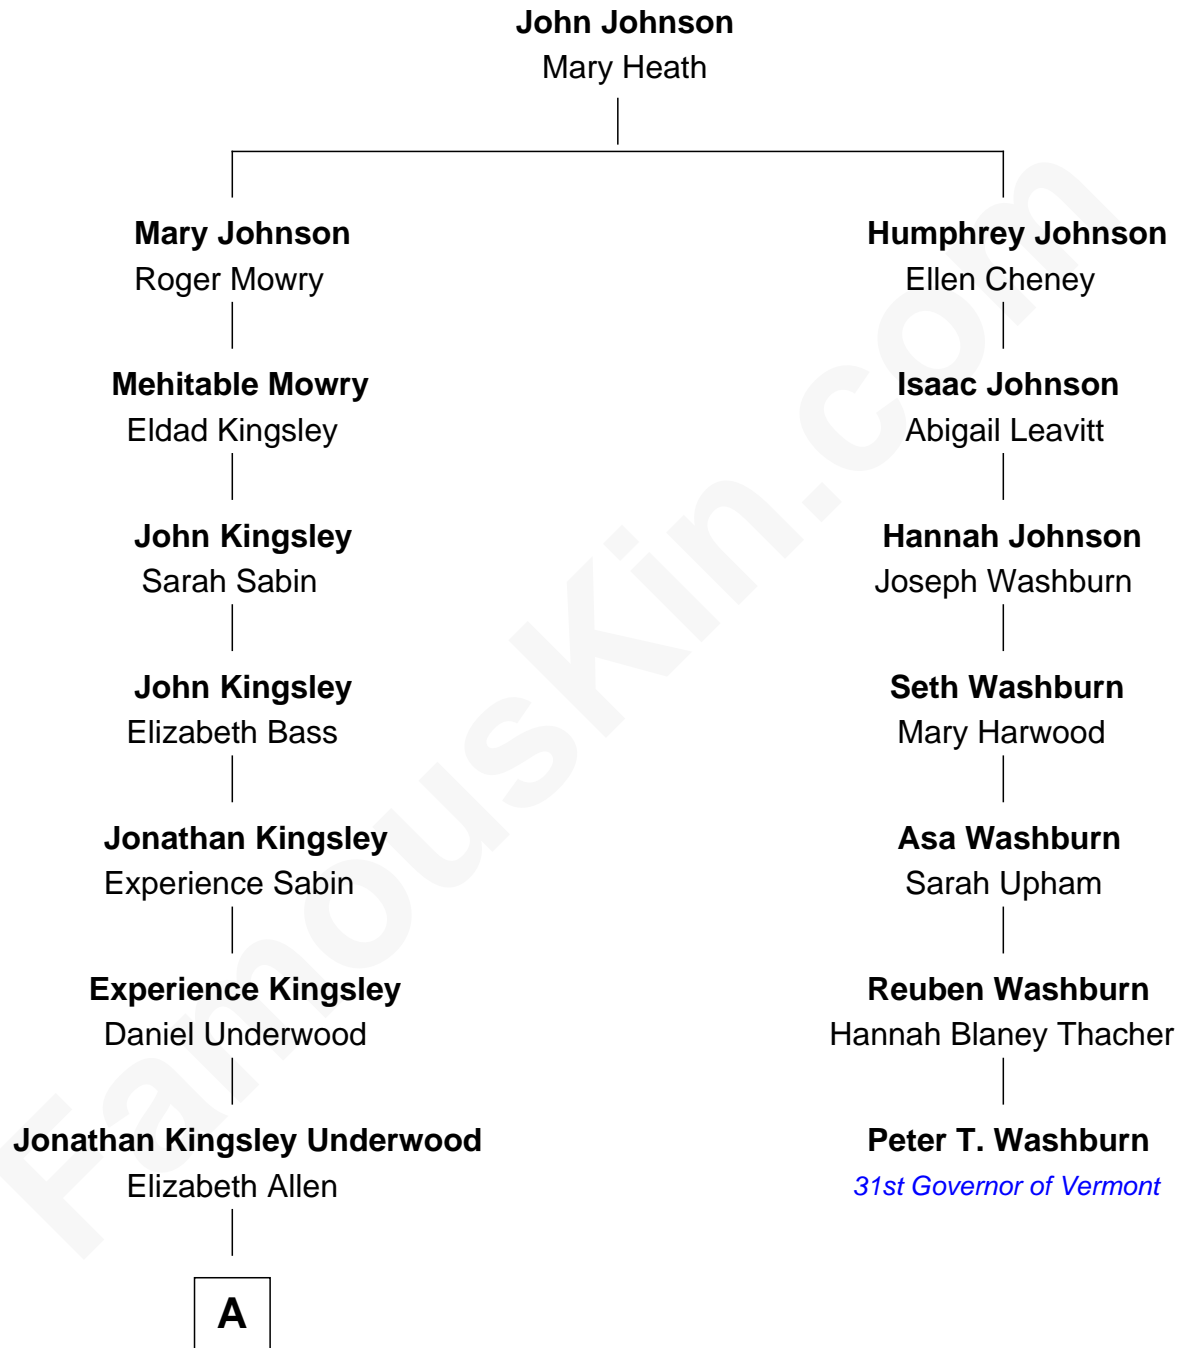 John Johnson
Mary Heath
Mary Johnson
Roger Mowry
Mehitable Mowry
Eldad Kingsley
John Kingsley
Sarah Sabin
John Kingsley
Elizabeth Bass
Jonathan Kingsley
Experience Sabin
Experience Kingsley
Daniel Underwood
Jonathan Kingsley Underwood
Elizabeth Allen
A
Humphrey Johnson
Ellen Cheney
Isaac Johnson
Abigail Leavitt
Hannah Johnson
Joseph Washburn
Seth Washburn
Mary Harwood
Asa Washburn
Sarah Upham
Reuben Washburn
Hannah Blaney Thacher
Peter T. Washburn
31st Governor of Vermont
FamousKin.com